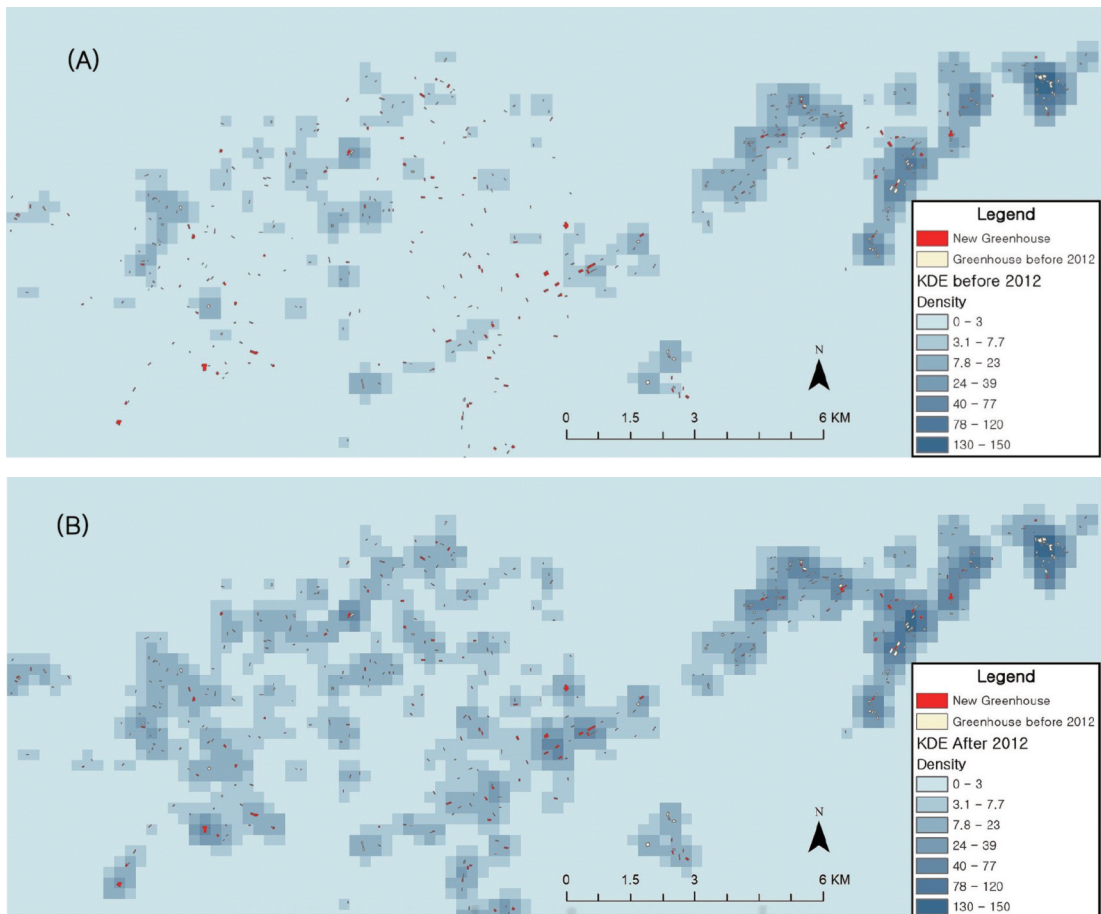 (A)
Legend
New Greenhouse
Greenhouse before 2012
KDE before 2012
Density
0 - 3
3.1 - 7.7
7.8 - 23
24 - 39
40 - 77
78 - 120
130 - 150
N
0 1.5 3 6 KM
(B)
Legend
New Greenhouse
Greenhouse before 2012
KDE After 2012
Density
0 - 3
3.1 - 7.7
7.8 - 23
24 - 39
40 - 77
78 - 120
130 - 150
N
0 1.5 3 6 KM